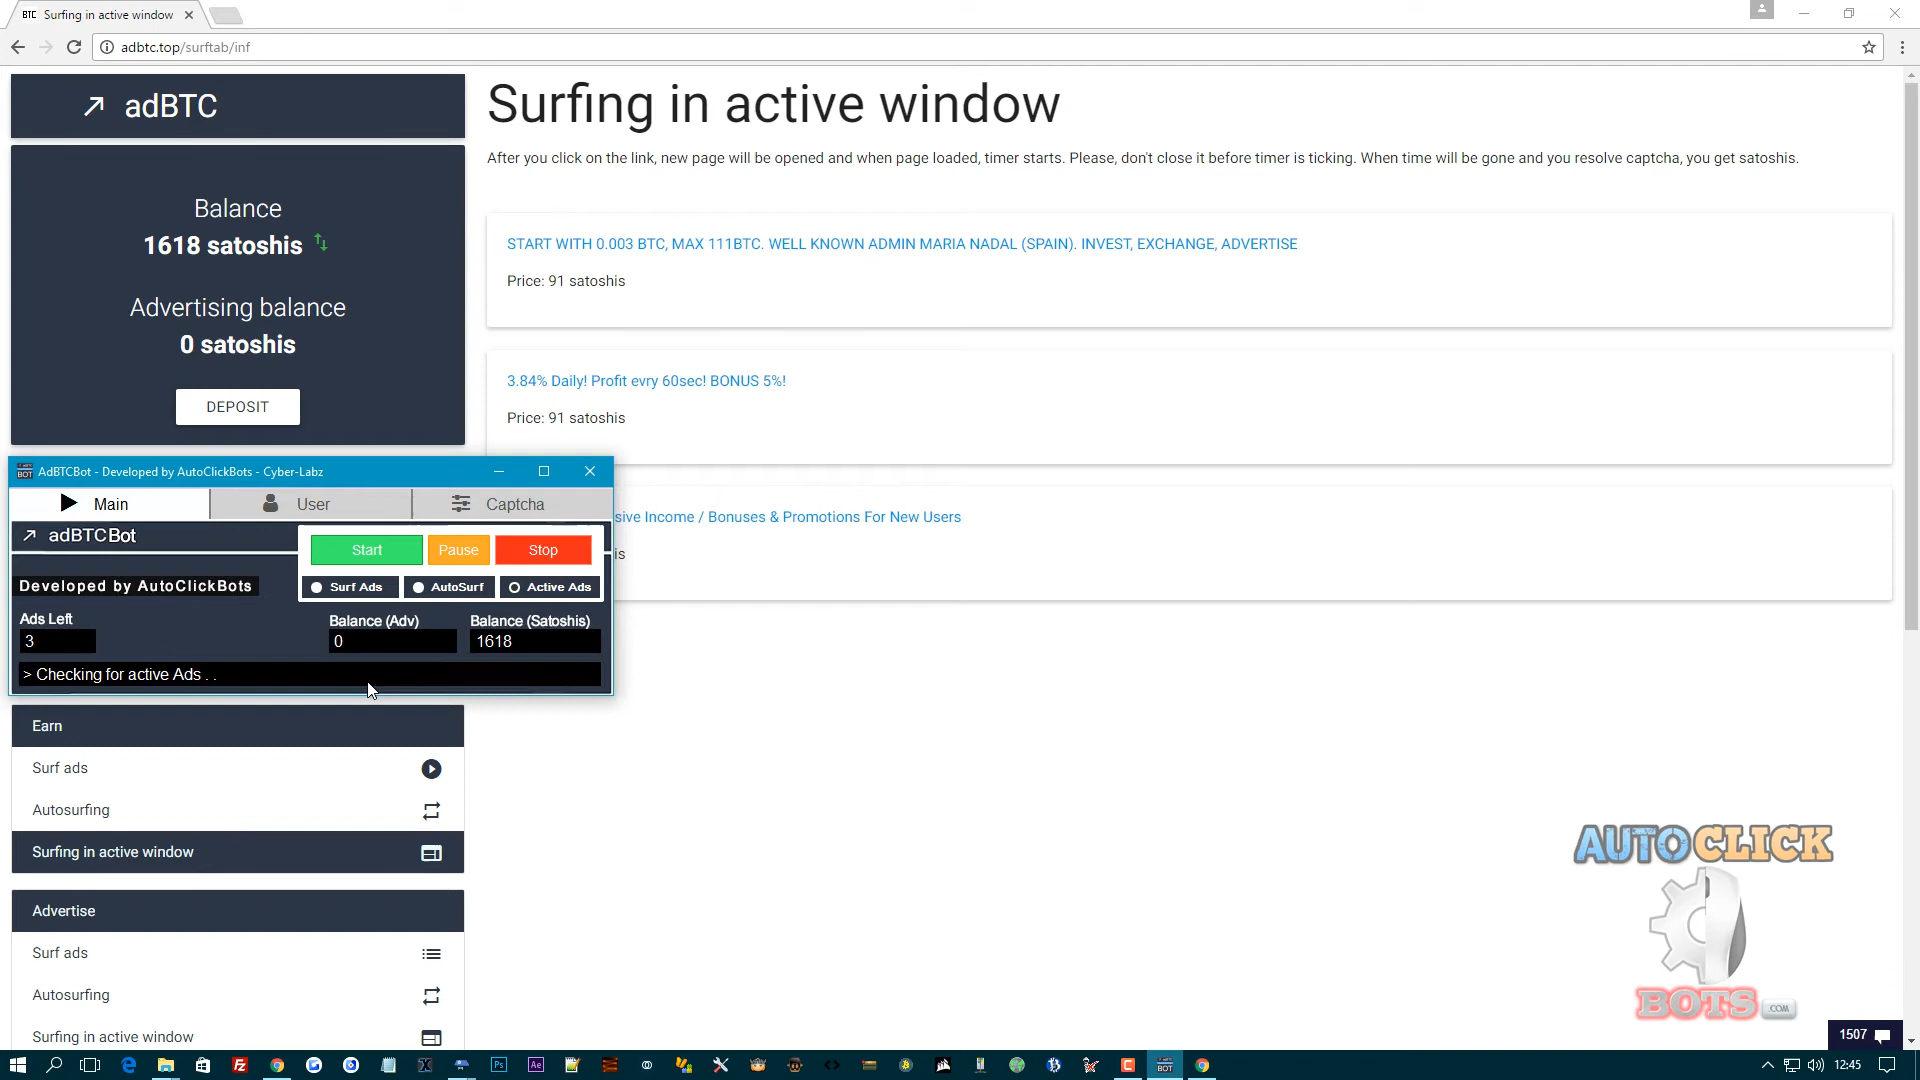 BTC Surfing in active window
adbtc.top/surftab/inf
adBTC
Balance
1618 satoshis
Advertising balance
0 satoshis
DEPOSIT
Surfing in active window
After you click on the link, new page will be opened and when page loaded, timer starts. Please, don't close it before timer is ticking. When time will be gone and you resolve captcha, you get satoshis.
START WITH 0.003 BTC, MAX 111BTC. WELL KNOWN ADMIN MARIA NADAL (SPAIN). INVEST, EXCHANGE, ADVERTISE
Price: 91 satoshis
3.84% Daily! Profit evry 60sec! BONUS 5%!
Price: 91 satoshis
sive Income / Bonuses & Promotions For New Users
is
AdBTCBot - Developed by AutoClickBots - Cyber-Labz
Main
User
Captcha
adBTCBot
Start
Pause
Stop
Developed by AutoClickBots
Surf Ads
AutoSurf
Active Ads
Ads Left
Balance (Adv)
Balance (Satoshis)
3
0
1618
> Checking for active Ads . .
Earn
Surf ads
Autosurfing
Surfing in active window
Advertise
Surf ads
Autosurfing
Surfing in active window
AUTOCLICK
BOTS
.COM
1507
12:45